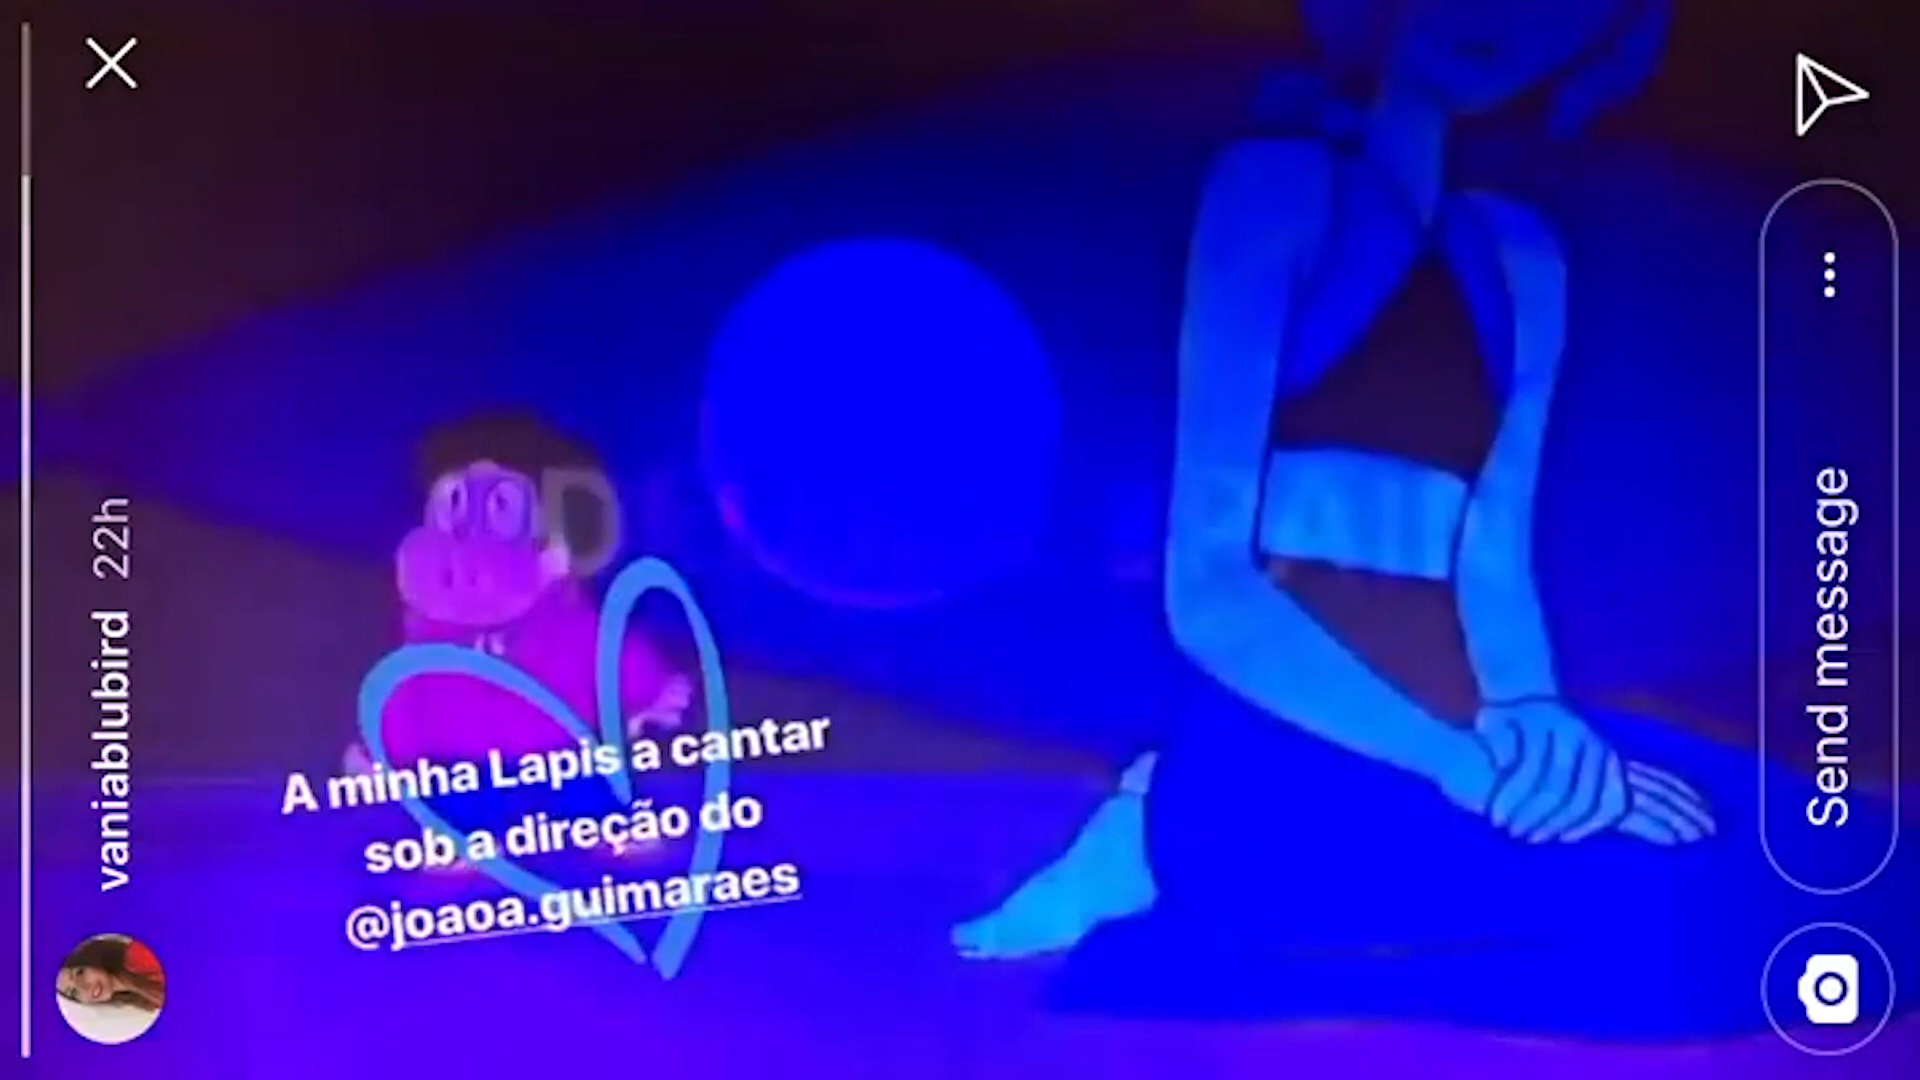 vaniablubird 22h
A minha Lapis a cantar
sob a direção do
@joaoa.guimaraes
Send message